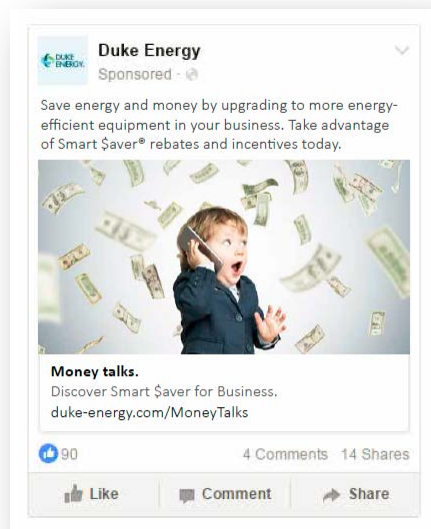 DUKE
ENERGY.
Duke Energy
Sponsored ·
Save energy and money by upgrading to more energy-
efficient equipment in your business. Take advantage
of Smart $aver® rebates and incentives today.
Money talks.
Discover Smart $aver for Business.
duke-energy.com/MoneyTalks
90
4 Comments 14 Shares
Like Comment Share